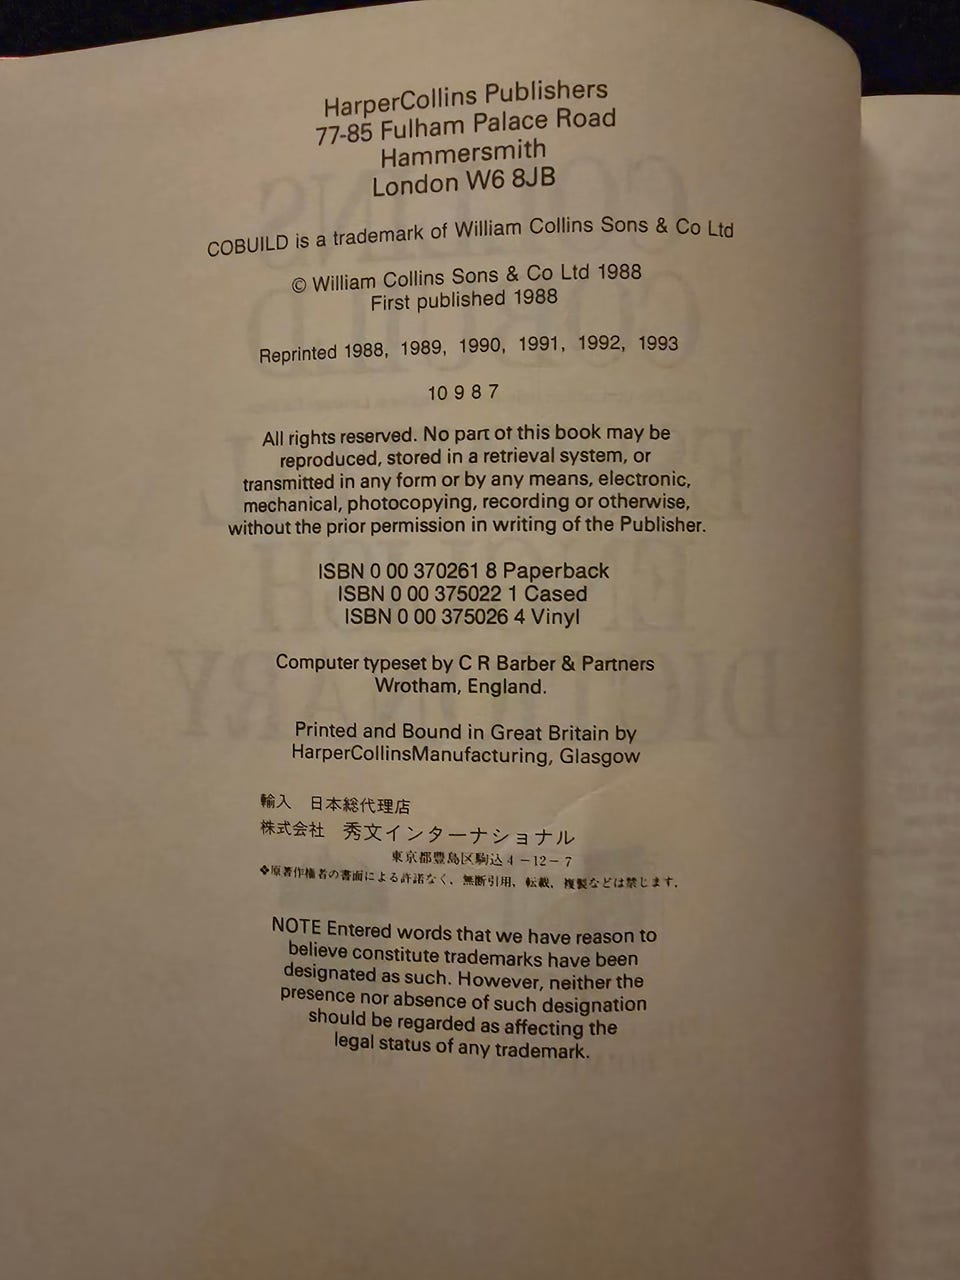 HarperCollins Publishers
77-85 Fulham Palace Road
Hammersmith
London W6 8JB
COBUILD is a trademark of William Collins Sons & Co Ltd
© William Collins Sons & Co Ltd 1988
First published 1988
Reprinted 1988, 1989, 1990, 1991, 1992, 1993
10 9 8 7
All rights reserved. No part of this book may be
reproduced, stored in a retrieval system, or
transmitted in any form or by any means, electronic,
mechanical, photocopying, recording or otherwise,
without the prior permission in writing of the Publisher.
ISBN 0 00 370261 8 Paperback
ISBN 0 00 375022 1 Cased
ISBN 0 00 375026 4 Vinyl
Computer typeset by C R Barber & Partners
Wrotham, England.
Printed and Bound in Great Britain by
HarperCollinsManufacturing, Glasgow
輸入　日本総代理店
株式会社　秀文インターナショナル
東京都豊島区駒込4－12－7
❖原著作権者の書面による許諾なく、無断引用、転載、複製などは禁じます.
NOTE Entered words that we have reason to
believe constitute trademarks have been
designated as such. However, neither the
presence nor absence of such designation
should be regarded as affecting the
legal status of any trademark.